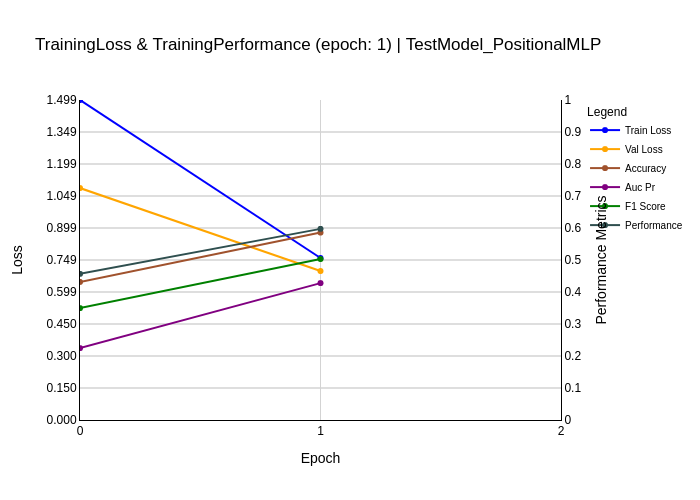 TrainingLoss & TrainingPerformance (epoch: 1) | TestModel_PositionalMLP
1.499
1.349
1.199
1.049
0.899
0.749
0.599
0.450
0.300
0.150
0.000
Loss
0
1
2
Epoch
1
0.9
0.8
0.7
0.6
0.5
0.4
0.3
0.2
0.1
0
Performance Metrics
Legend
Train Loss
Val Loss
Accuracy
Auc Pr
F1 Score
Performance